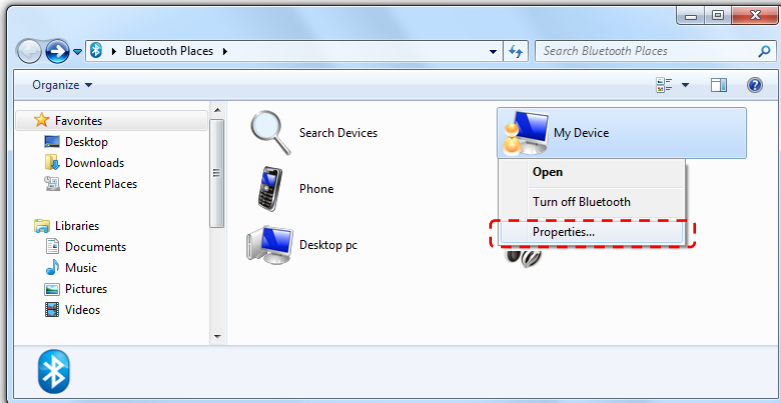 Bluetooth Places
Search Bluetooth Places
Organize
Favorites
Desktop
Downloads
Recent Places
Libraries
Documents
Music
Pictures
Videos
Search Devices
My Device
Phone
Desktop pc
Open
Turn off Bluetooth
Properties...